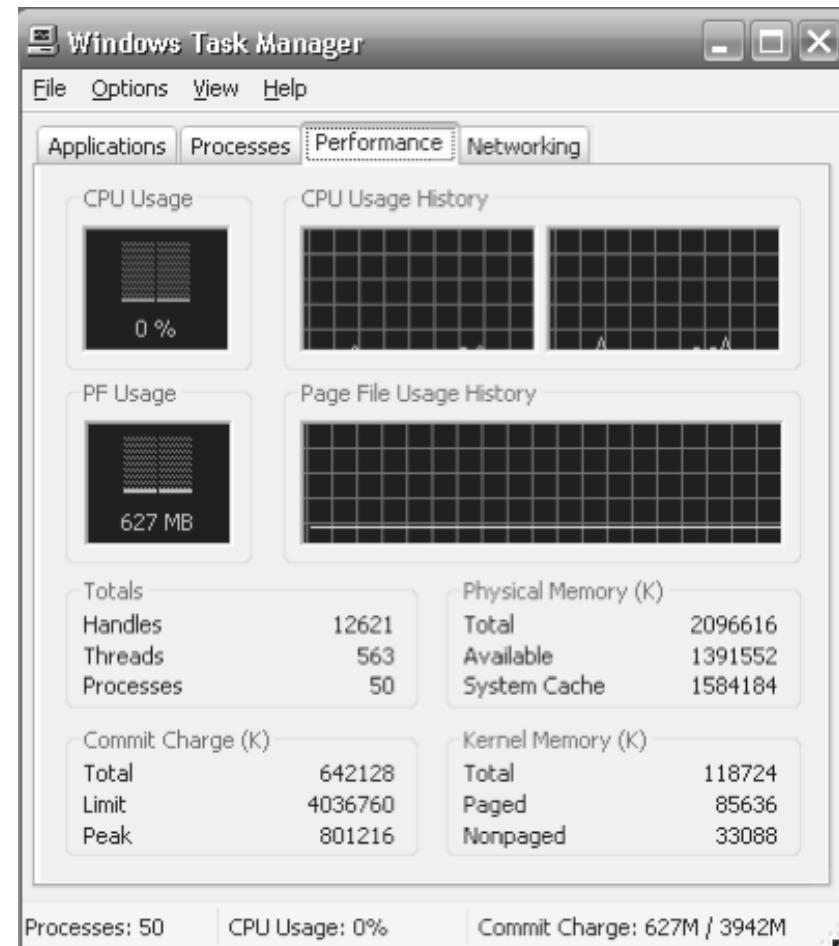 Windows Task Manager
File Options View Help
Applications Processes Performance Networking
CPU Usage
CPU Usage History
0 %
PF Usage
Page File Usage History
627 MB
Totals
Handles 12621
Threads 563
Processes 50
Physical Memory (K)
Total 2096616
Available 1391552
System Cache 1584184
Commit Charge (K)
Total 642128
Limit 4036760
Peak 801216
Kernel Memory (K)
Total 118724
Paged 85636
Nonpaged 33088
Processes: 50 CPU Usage: 0% Commit Charge: 627M / 3942M